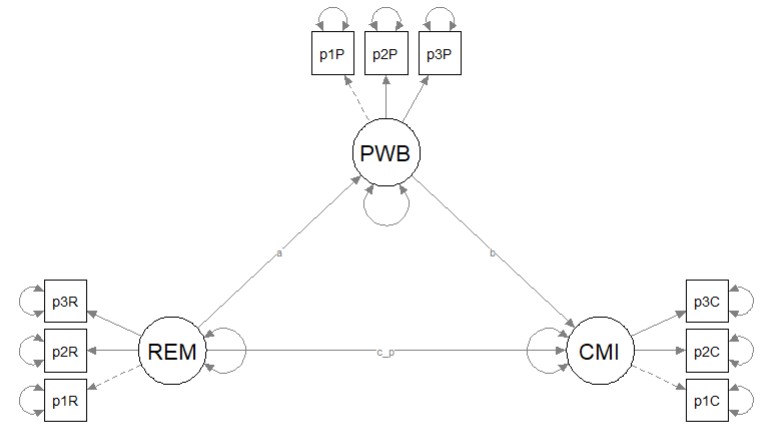 p1P p2P p3P
PWB
a b
p3R p3C
p2R REM c_p CMI p2C
p1R p1C